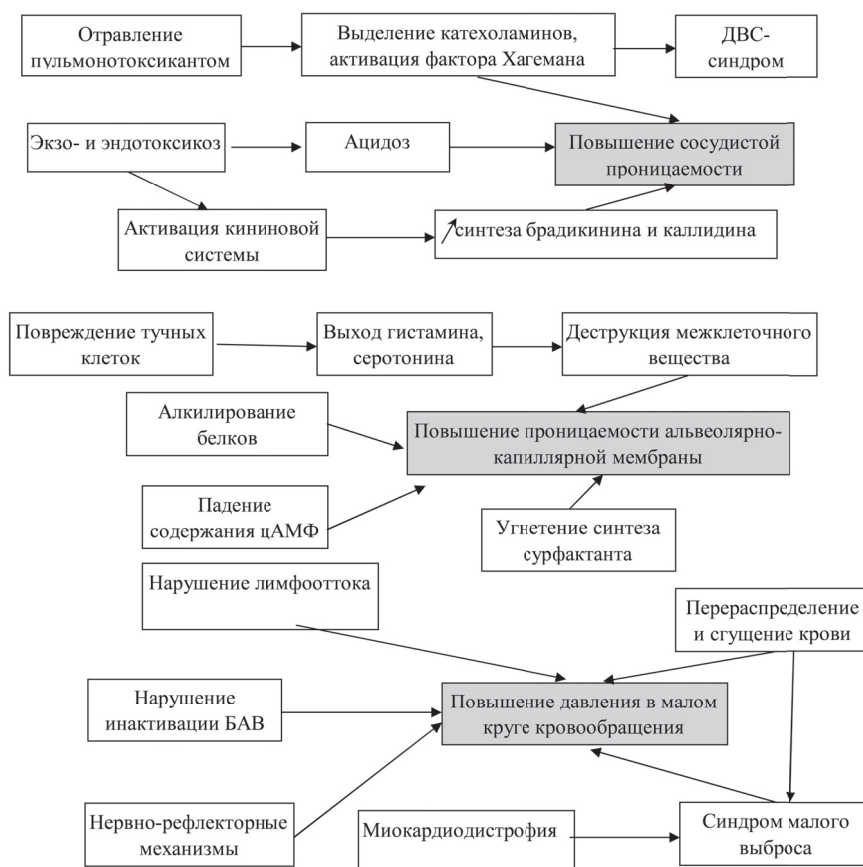 Отравление
пульмонотоксикантом
Выделение катехоламинов,
активация фактора Хагемана
ДВС-
синдром
Экзо- и эндотоксикоз
Ацидоз
Повышение сосудистой
проницаемости
Активация кининовой
системы
синтеза брадикинина и каллидина
Повреждение тучных
клеток
Выход гистамина,
серотонина
Деструкция межклеточного
вещества
Алкилирование
белков
Повышение проницаемости альвеолярно-
капиллярной мембраны
Падение
содержания цАМФ
Угнетение синтеза
сурфактанта
Нарушение лимфооттока
Перераспределение
и сгущение крови
Нарушение
инактивации БАВ
Повышение давления в малом
круге кровообращения
Нервно-рефлекторные
механизмы
Миокардиодистрофия
Синдром малого
выброса